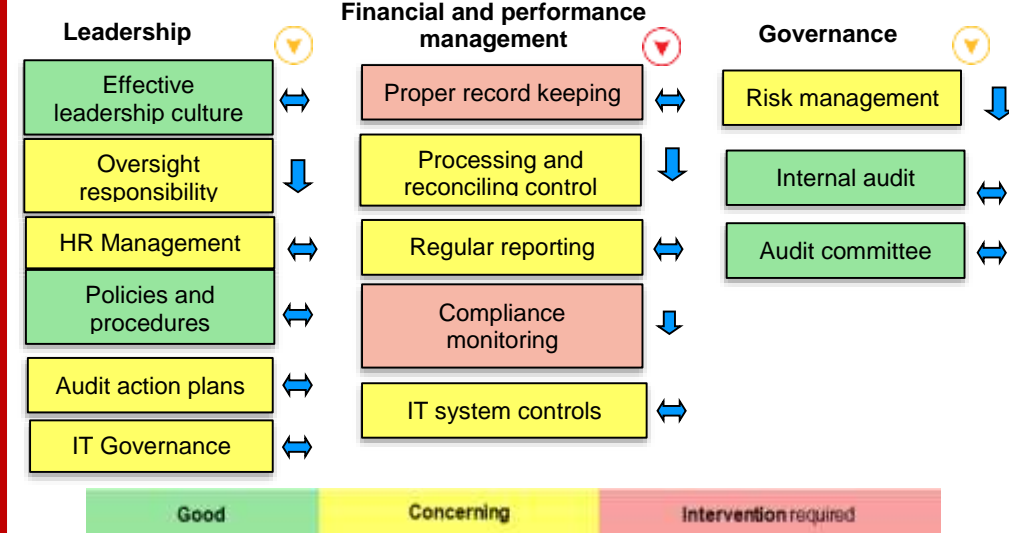 Leadership
Effective
leadership culture
Oversight
responsibility
HR Management
Policies and
procedures
Audit action plans
IT Governance
Financial and performance
management
Proper record keeping
Processing and
reconciling control
Regular reporting
Compliance
monitoring
IT system controls
Governance
Risk management
Internal audit
Audit committee
Good
Concerning
Intervention required